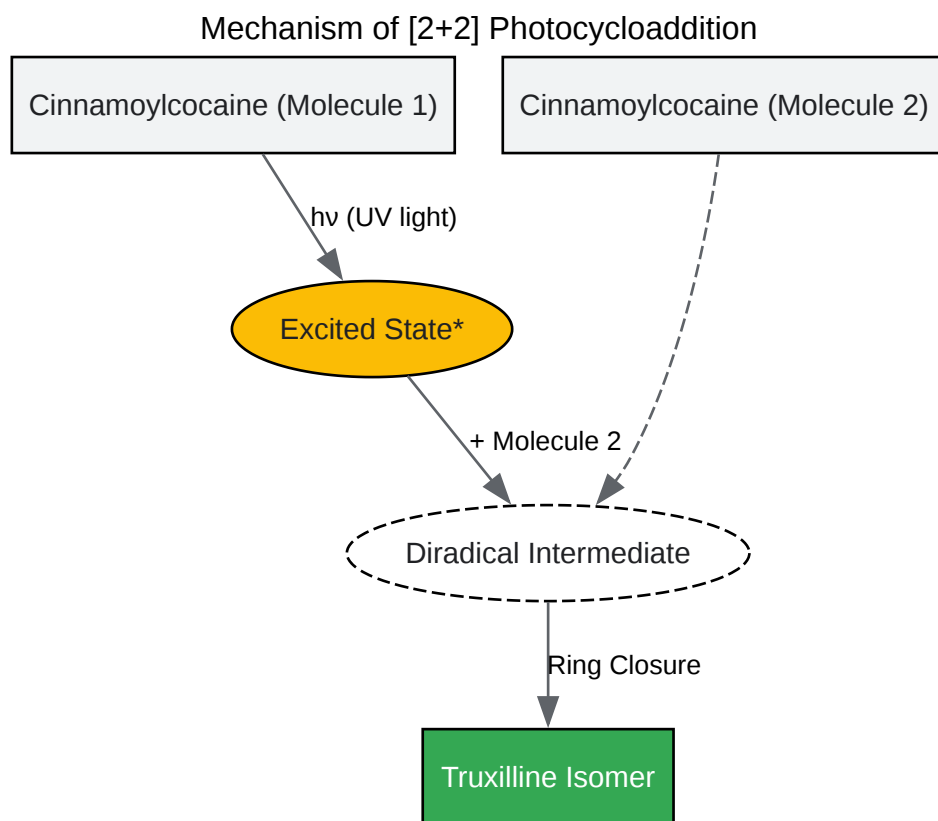 Mechanism of [2+2] Photocycloaddition
Cinnamoylcocaine (Molecule 1)
Cinnamoylcocaine (Molecule 2)
hν (UV light)
Excited State*
+ Molecule 2
Diradical Intermediate
Ring Closure
Truxilline Isomer